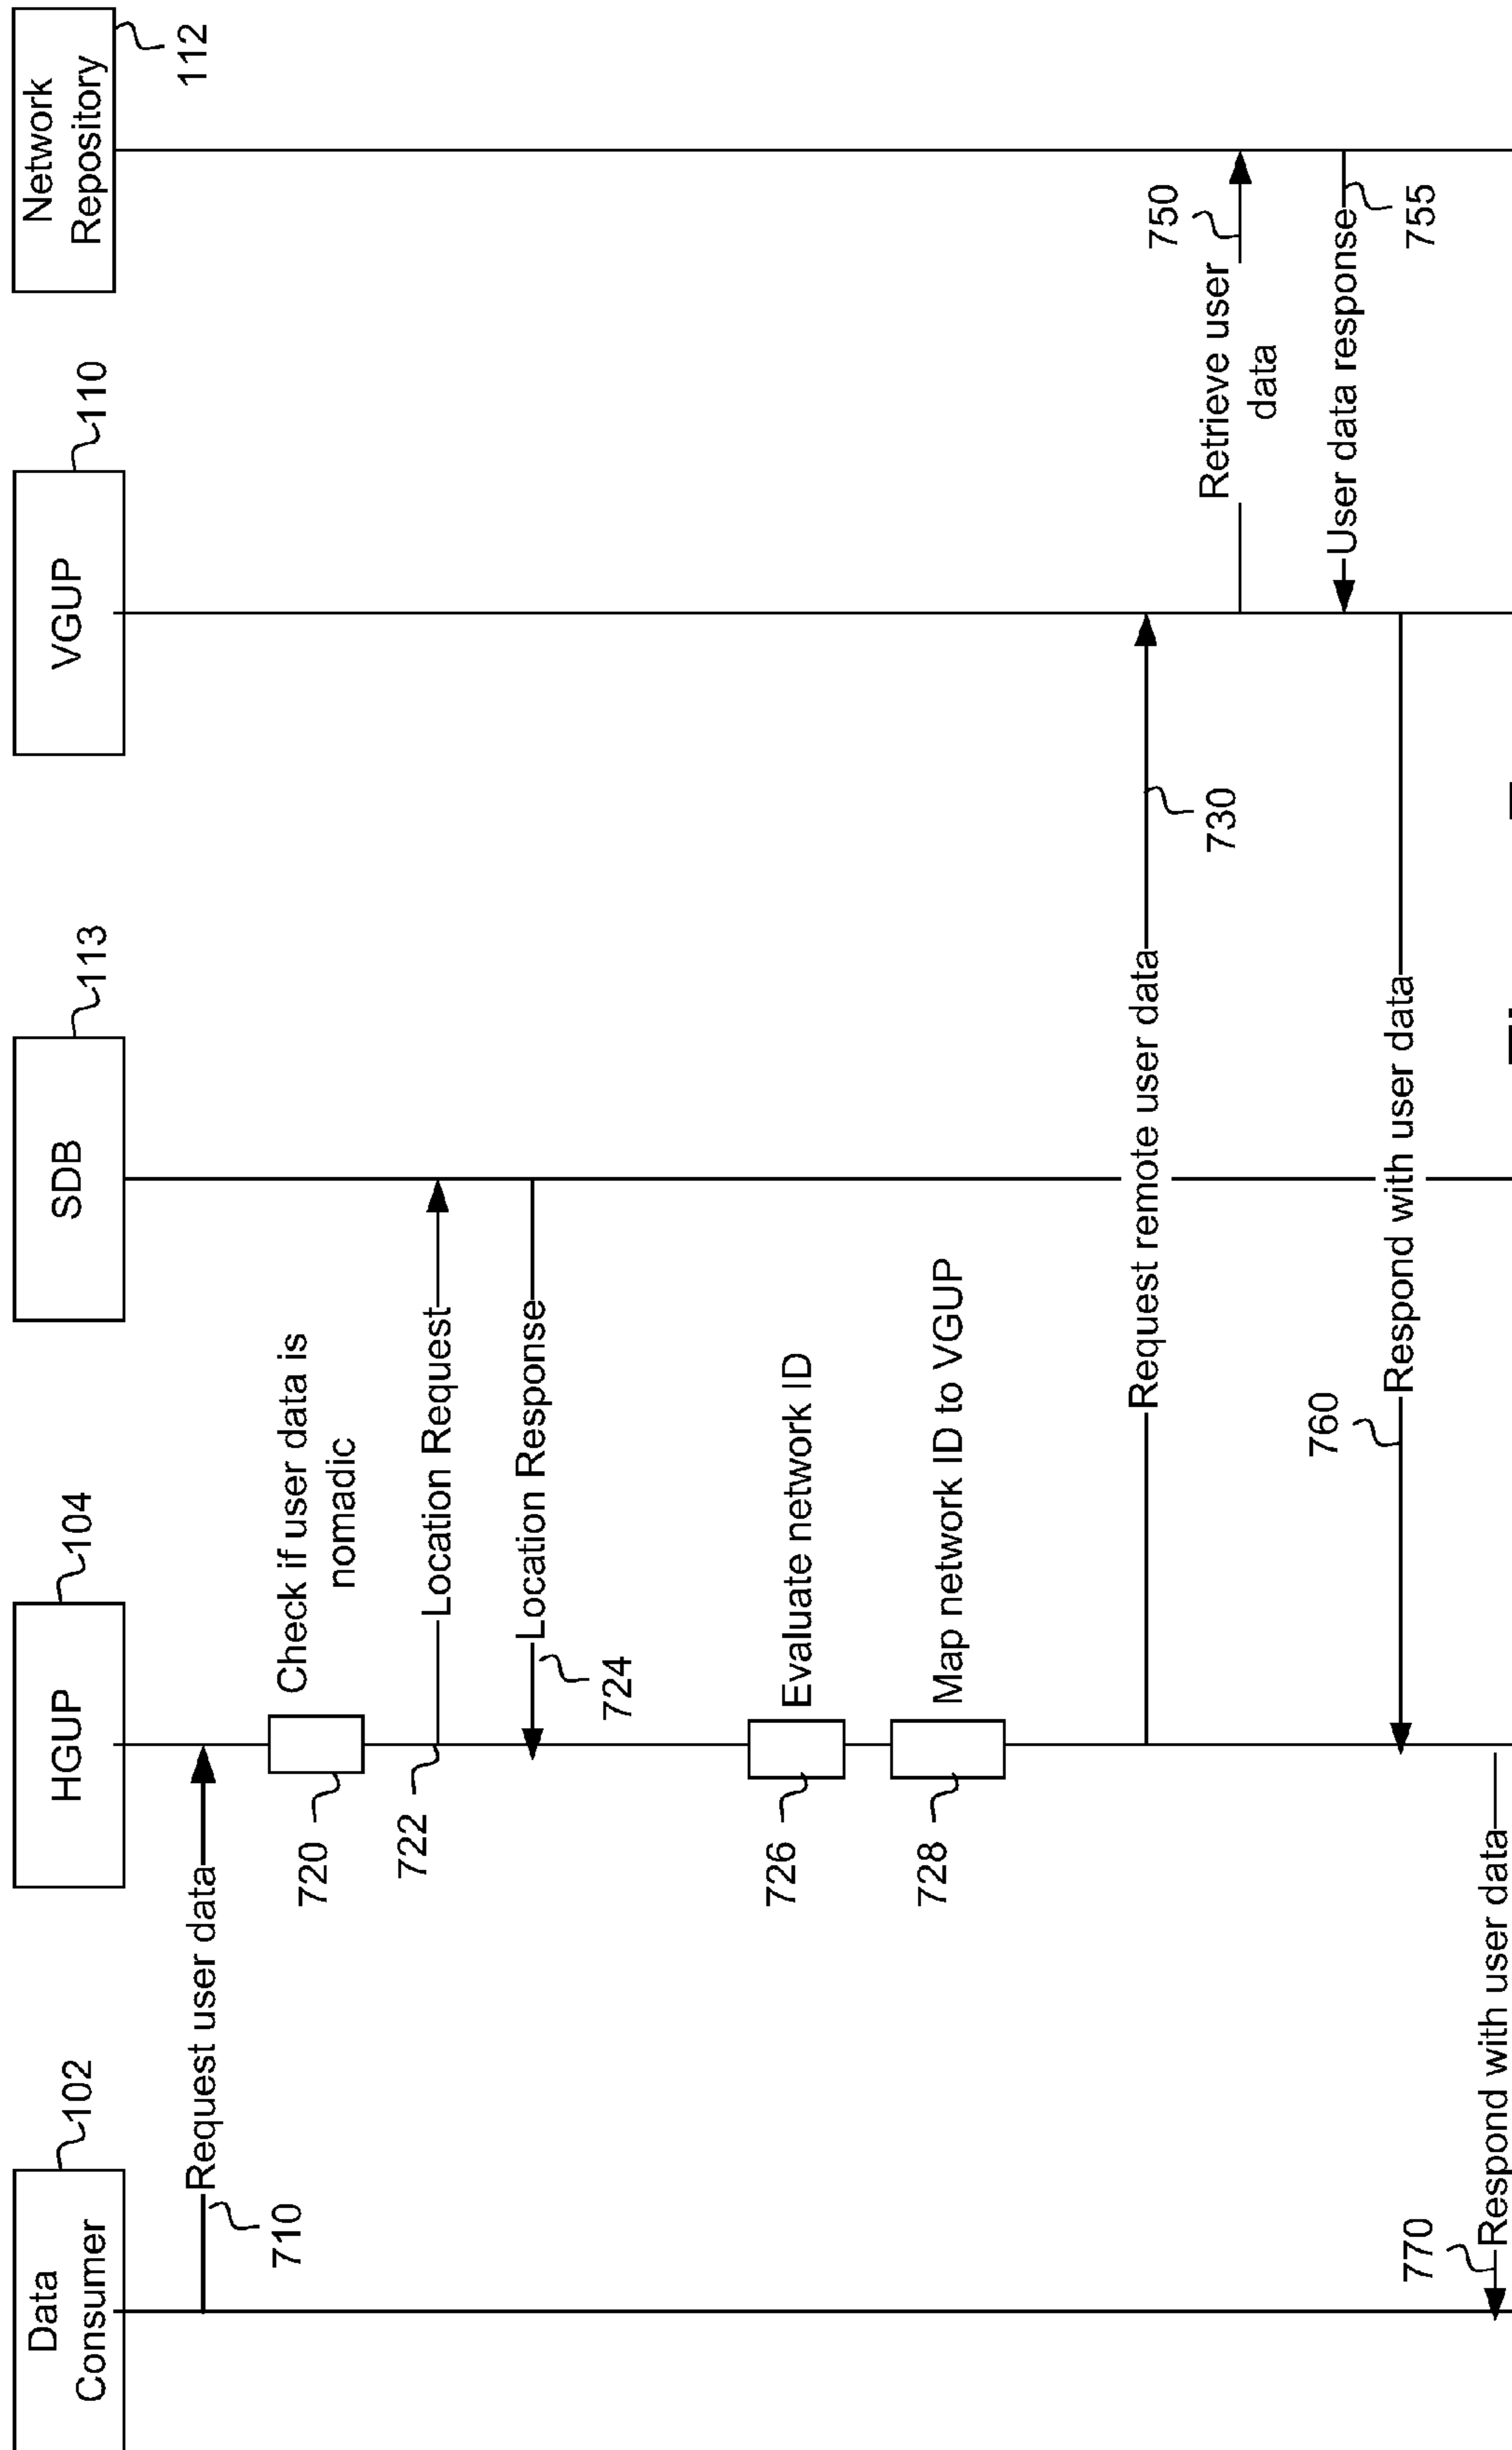 Data
Consumer
102
HGUP
104
SDB
113
VGUP
110
Network
Repository
112
Request user data
710
Check if user data is
nomadic
720
Location Request
722
Location Response
724
Evaluate network ID
726
Map network ID to VGUP
728
Request remote user data
730
Retrieve user
data
750
User data response
755
Respond with user data
760
Respond with user data
770